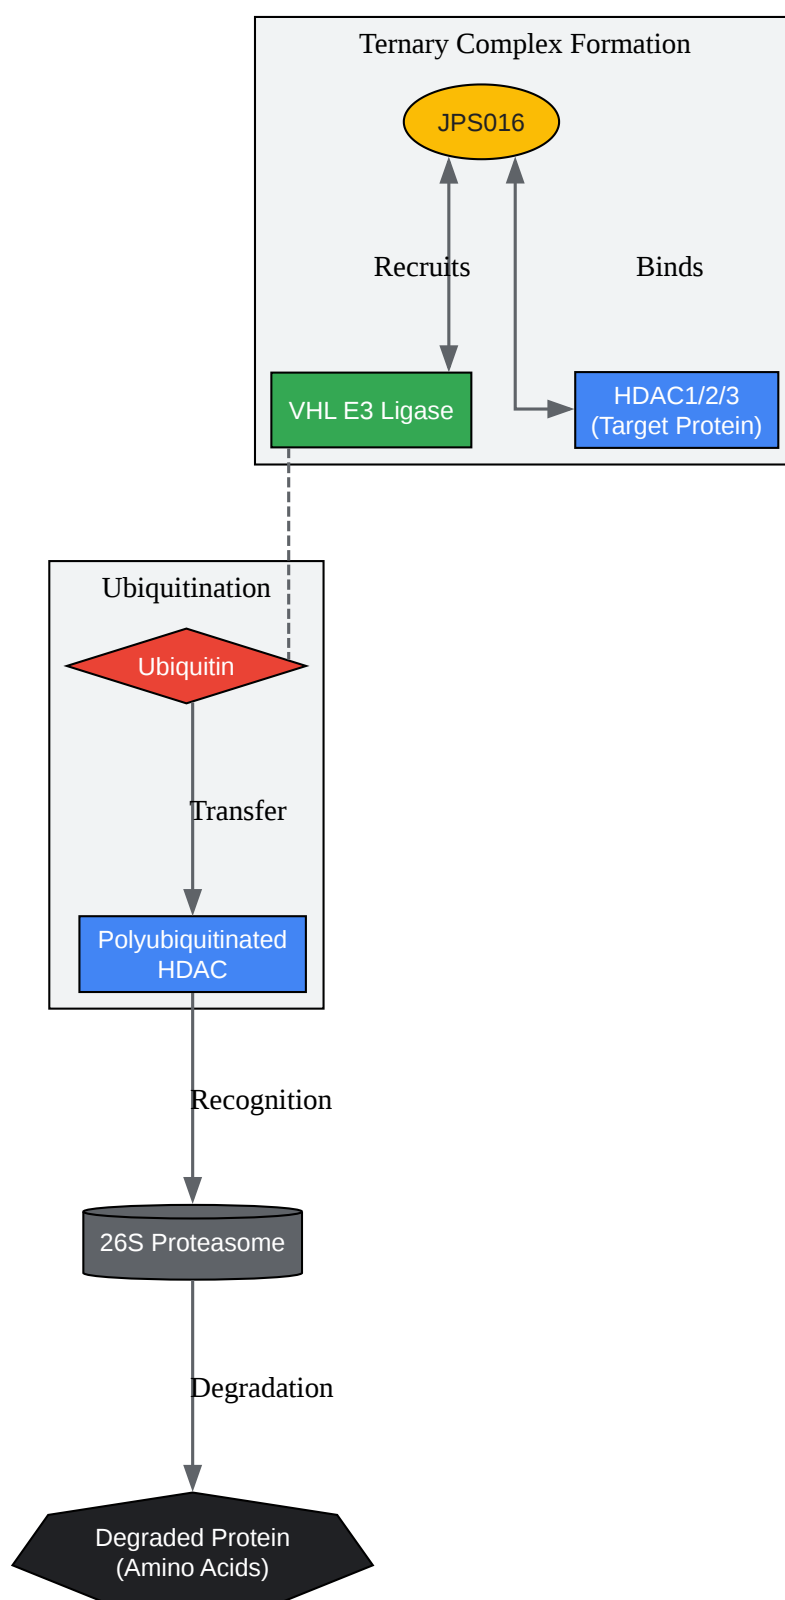 Ternary Complex Formation
JPS016
Recruits
Binds
VHL E3 Ligase
HDAC1/2/3
(Target Protein)
Ubiquitination
Ubiquitin
Transfer
Polyubiquitinated
HDAC
Recognition
26S Proteasome
Degradation
Degraded Protein
(Amino Acids)